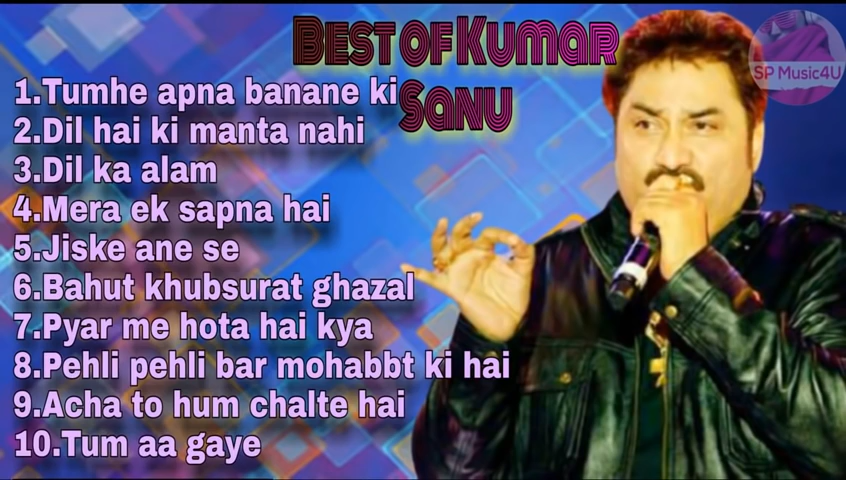 Best of Kumar
Sanu
SP Music4U
1.Tumhe apna banane ki
2.Dil hai ki manta nahi
3.Dil ka alam
4.Mera ek sapna hai
5.Jiske ane se
6.Bahut khubsurat ghazal
7.Pyar me hota hai kya
8.Pehli pehli bar mohabbt ki hai
9.Acha to hum chalte hai
10.Tum aa gaye